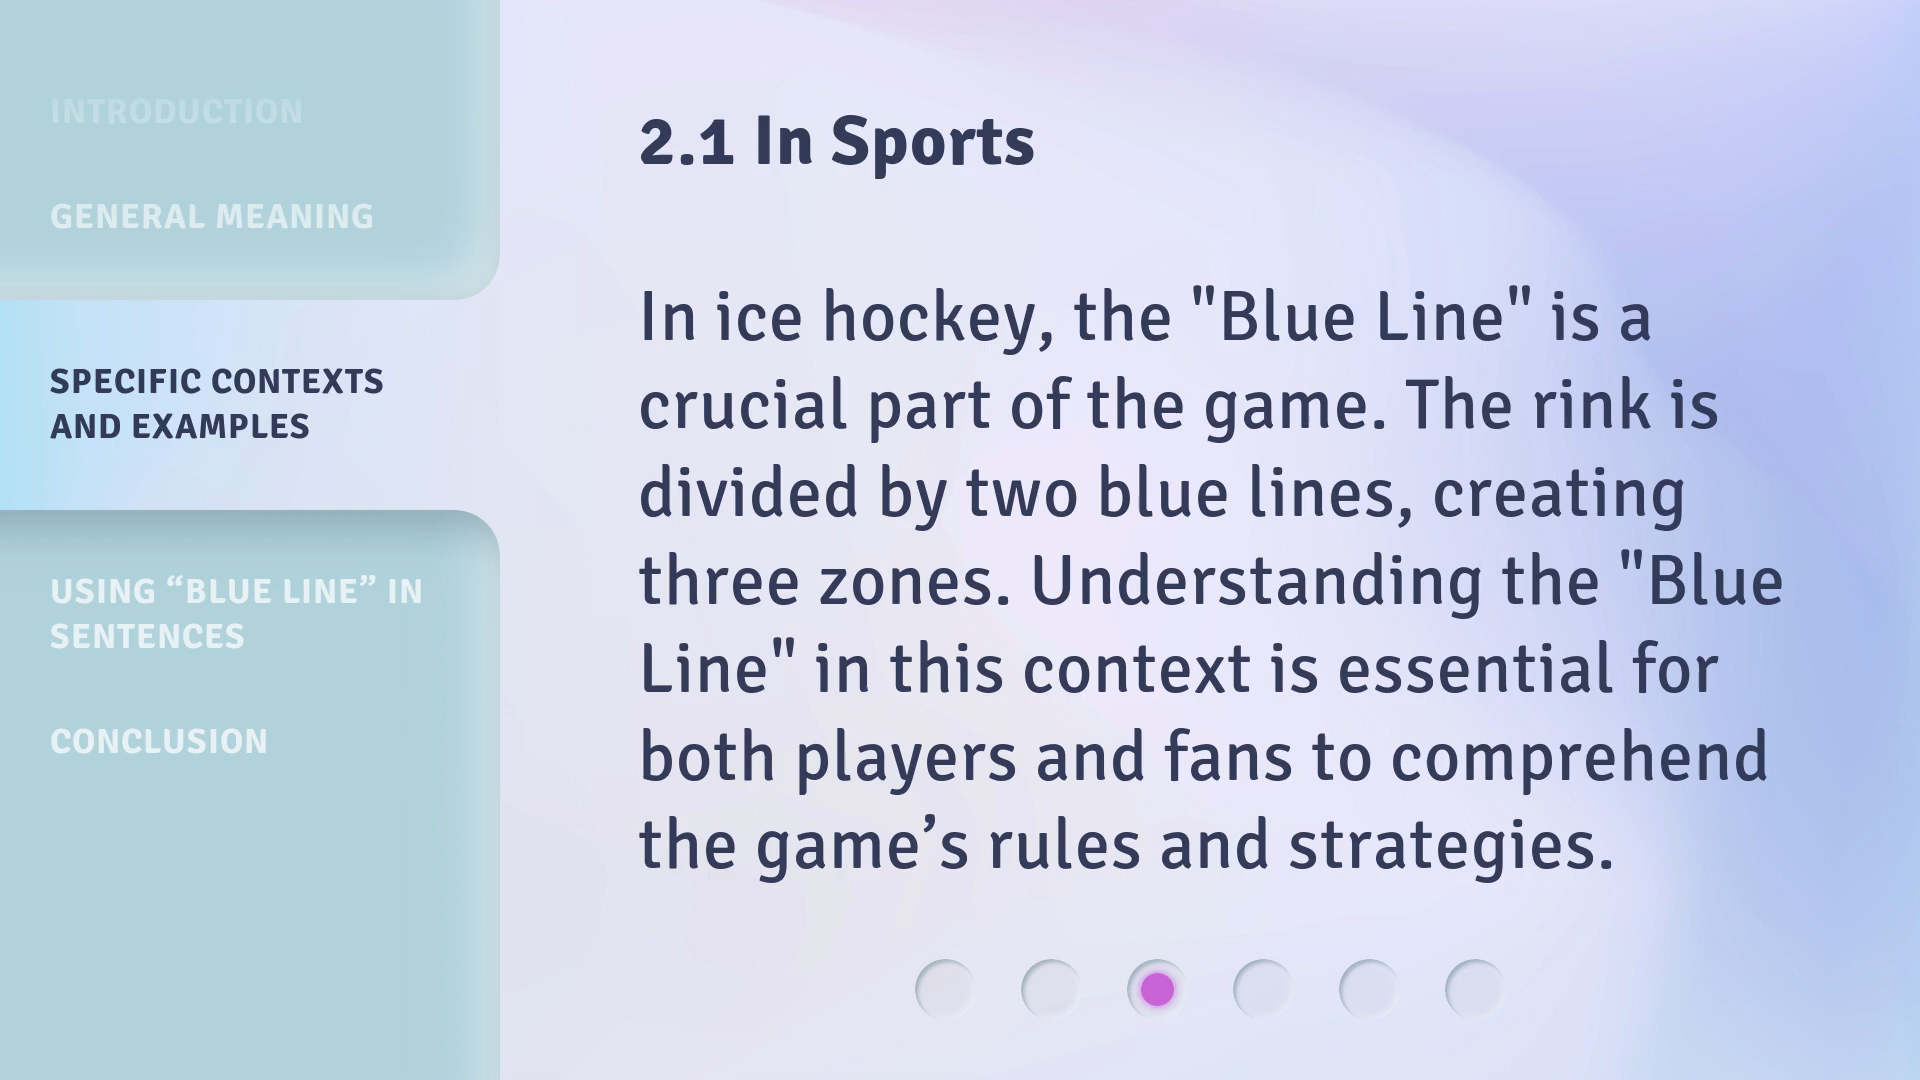 INTRODUCTION
GENERAL MEANING
SPECIFIC CONTEXTS
AND EXAMPLES
USING “BLUE LINE” IN
SENTENCES
CONCLUSION
2.1 In Sports
In ice hockey, the "Blue Line" is a
crucial part of the game. The rink is
divided by two blue lines, creating
three zones. Understanding the "Blue
Line" in this context is essential for
both players and fans to comprehend
the game’s rules and strategies.